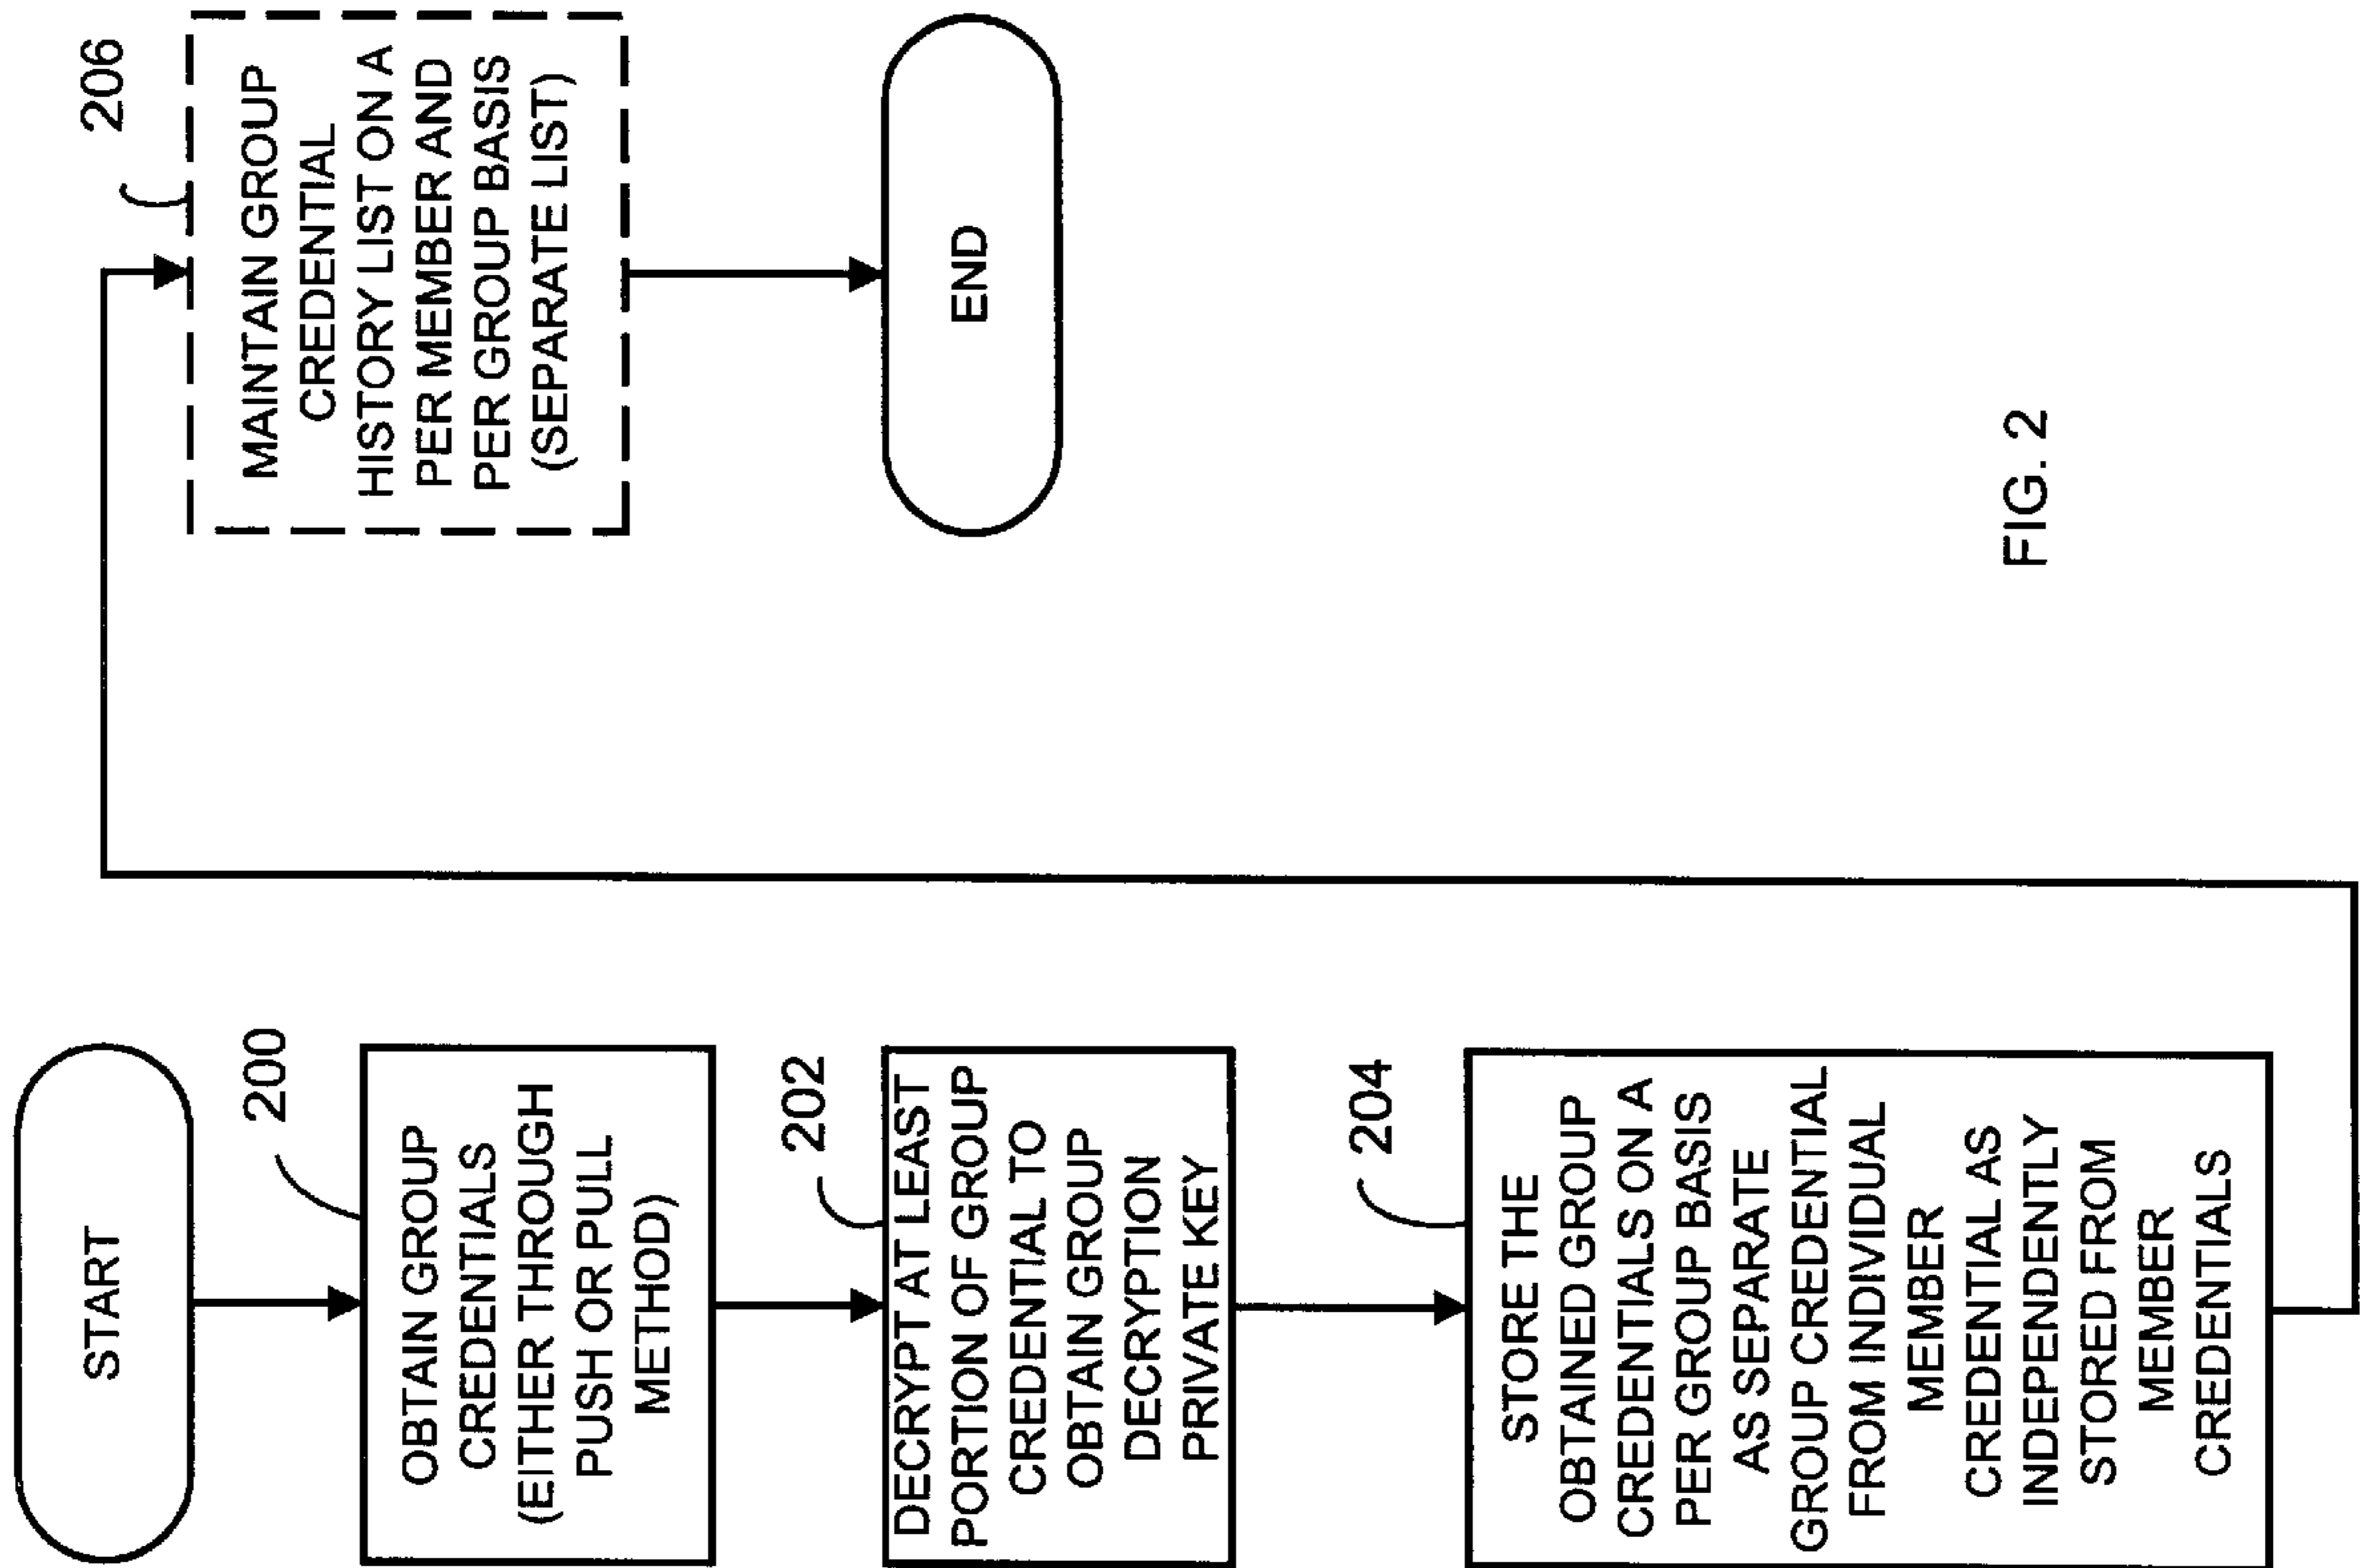 START
200
OBTAIN GROUP
CREDENTIALS
(EITHER THROUGH
PUSH OR PULL
METHOD)
202
DECRYPT AT LEAST
PORTION OF GROUP
CREDENTIAL TO
OBTAIN GROUP
DECRYPTION
PRIVATE KEY
204
STORE THE
OBTAINED GROUP
CREDENTIALS ON A
PER GROUP BASIS
AS SEPARATE
GROUP CREDENTIAL
FROM INDIVIDUAL
MEMBER
CREDENTIAL AS
INDEPENDENTLY
STORED FROM
MEMBER
CREDENTIALS
206
MAINTAIN GROUP
CREDENTIAL
HISTORY LIST ON A
PER MEMBER AND
PER GROUP BASIS
(SEPARATE LIST)
END
FIG. 2